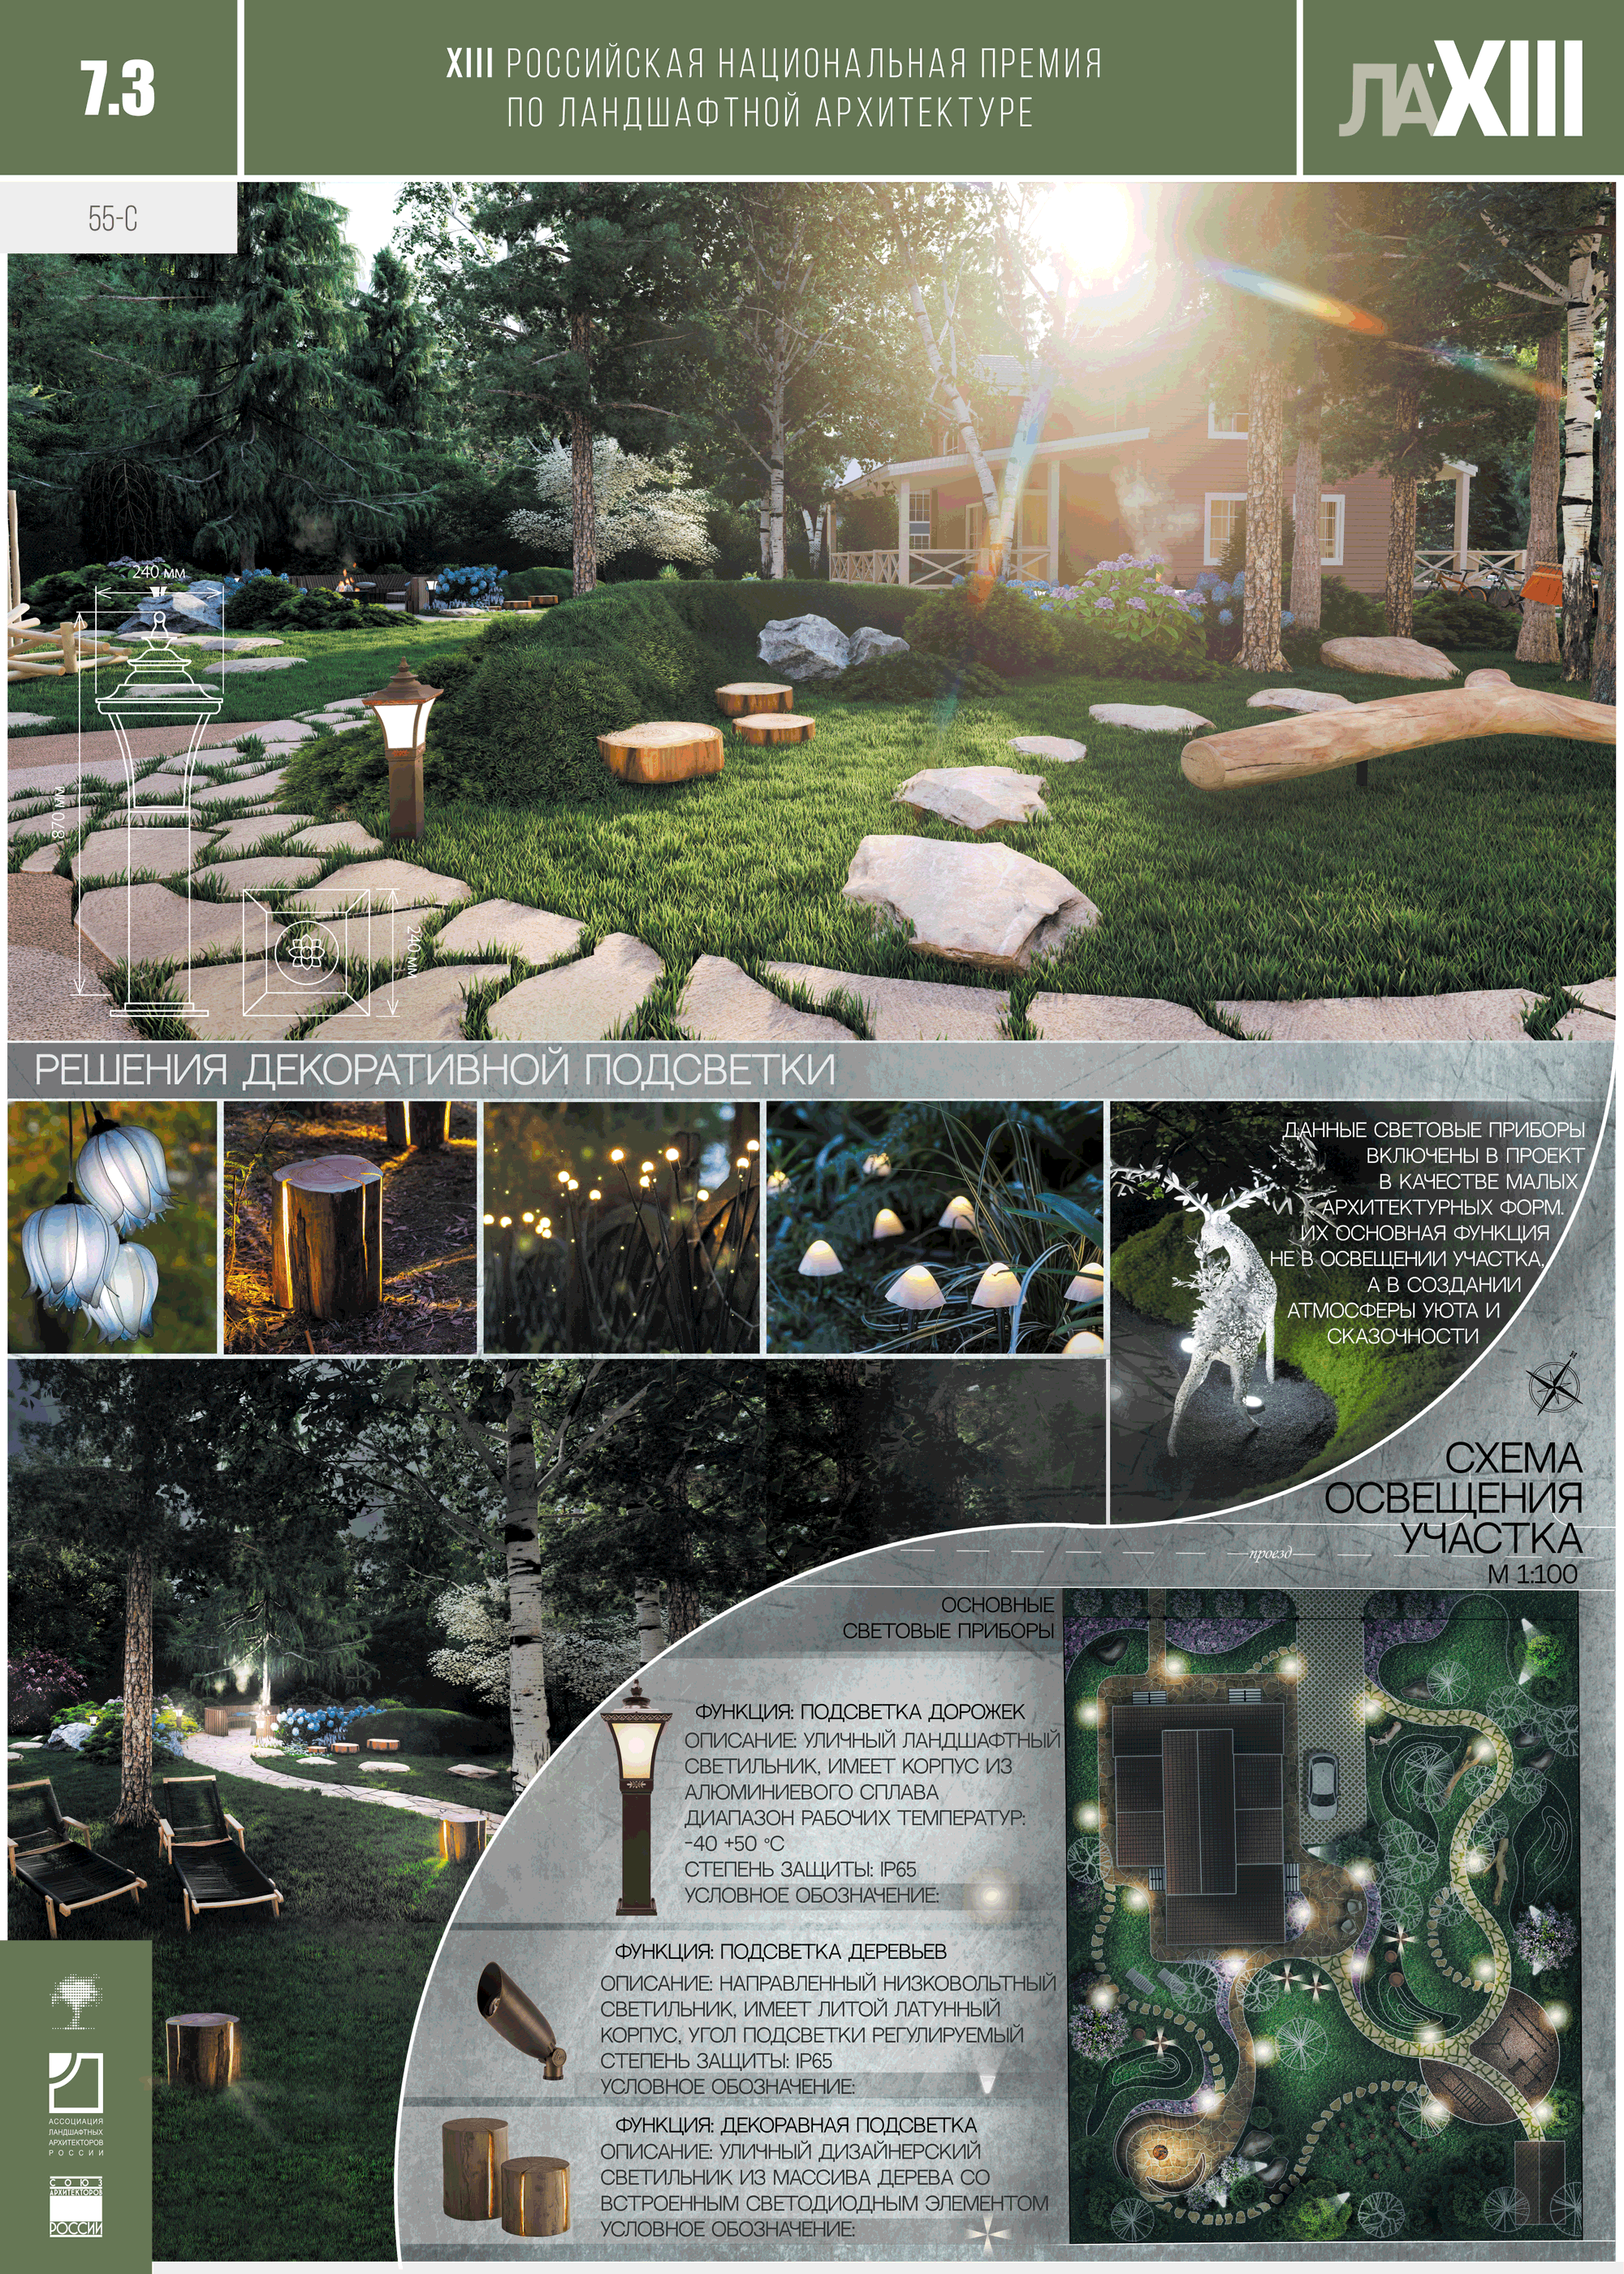 7.3
XIII РОССИЙСКАЯ НАЦИОНАЛЬНАЯ ПРЕМИЯ
ПО ЛАНДШАФТНОЙ АРХИТЕКТУРЕ
ЛА'XIII
55-С
240 мм
870 мм
240 мм
РЕШЕНИЯ ДЕКОРАТИВНОЙ ПОДСВЕТКИ
ДАННЫЕ СВЕТОВЫЕ ПРИБОРЫ
ВКЛЮЧЕНЫ В ПРОЕКТ
В КАЧЕСТВЕ МАЛЫХ
АРХИТЕКТУРНЫХ ФОРМ.
ИХ ОСНОВНАЯ ФУНКЦИЯ
НЕ В ОСВЕЩЕНИИ УЧАСТКА,
А В СОЗДАНИИ
АТМОСФЕРЫ УЮТА И
СКАЗОЧНОСТИ
СХЕМА
ОСВЕЩЕНИЯ
УЧАСТКА
М 1:100
проезд
ОСНОВНЫЕ
СВЕТОВЫЕ ПРИБОРЫ
ФУНКЦИЯ: ПОДСВЕТКА ДОРОЖЕК
ОПИСАНИЕ: УЛИЧНЫЙ ЛАНДШАФТНЫЙ
СВЕТИЛЬНИК, ИМЕЕТ КОРПУС ИЗ
АЛЮМИНИЕВОГО СПЛАВА
ДИАПАЗОН РАБОЧИХ ТЕМПЕРАТУР:
-40 +50 °С
СТЕПЕНЬ ЗАЩИТЫ: IP65
УСЛОВНОЕ ОБОЗНАЧЕНИЕ:
ФУНКЦИЯ: ПОДСВЕТКА ДЕРЕВЬЕВ
ОПИСАНИЕ: НАПРАВЛЕННЫЙ НИЗКОВОЛЬТНЫЙ
СВЕТИЛЬНИК, ИМЕЕТ ЛИТОЙ ЛАТУННЫЙ
КОРПУС, УГОЛ ПОДСВЕТКИ РЕГУЛИРУЕМЫЙ
СТЕПЕНЬ ЗАЩИТЫ: IP65
УСЛОВНОЕ ОБОЗНАЧЕНИЕ:
ФУНКЦИЯ: ДЕКОРАВНАЯ ПОДСВЕТКА
ОПИСАНИЕ: УЛИЧНЫЙ ДИЗАЙНЕРСКИЙ
СВЕТИЛЬНИК ИЗ МАССИВА ДЕРЕВА СО
ВСТРОЕННЫМ СВЕТОДИОДНЫМ ЭЛЕМЕНТОМ
УСЛОВНОЕ ОБОЗНАЧЕНИЕ:
АССОЦИАЦИЯ
ЛАНДШАФТНЫХ
АРХИТЕКТОРОВ
РОССИИ
СОЮЗ
АРХИТЕКТОРОВ
РОССИИ